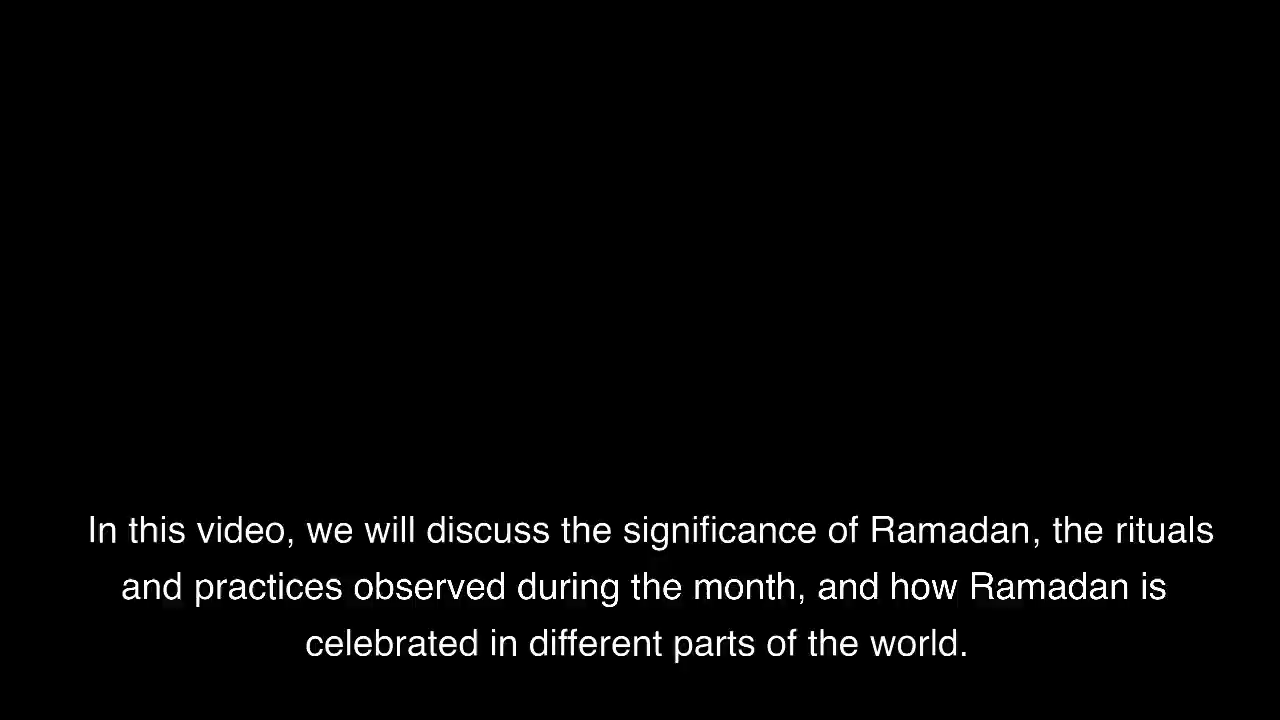 In this video, we will discuss the significance of Ramadan, the rituals
and practices observed during the month, and how Ramadan is
celebrated in different parts of the world.